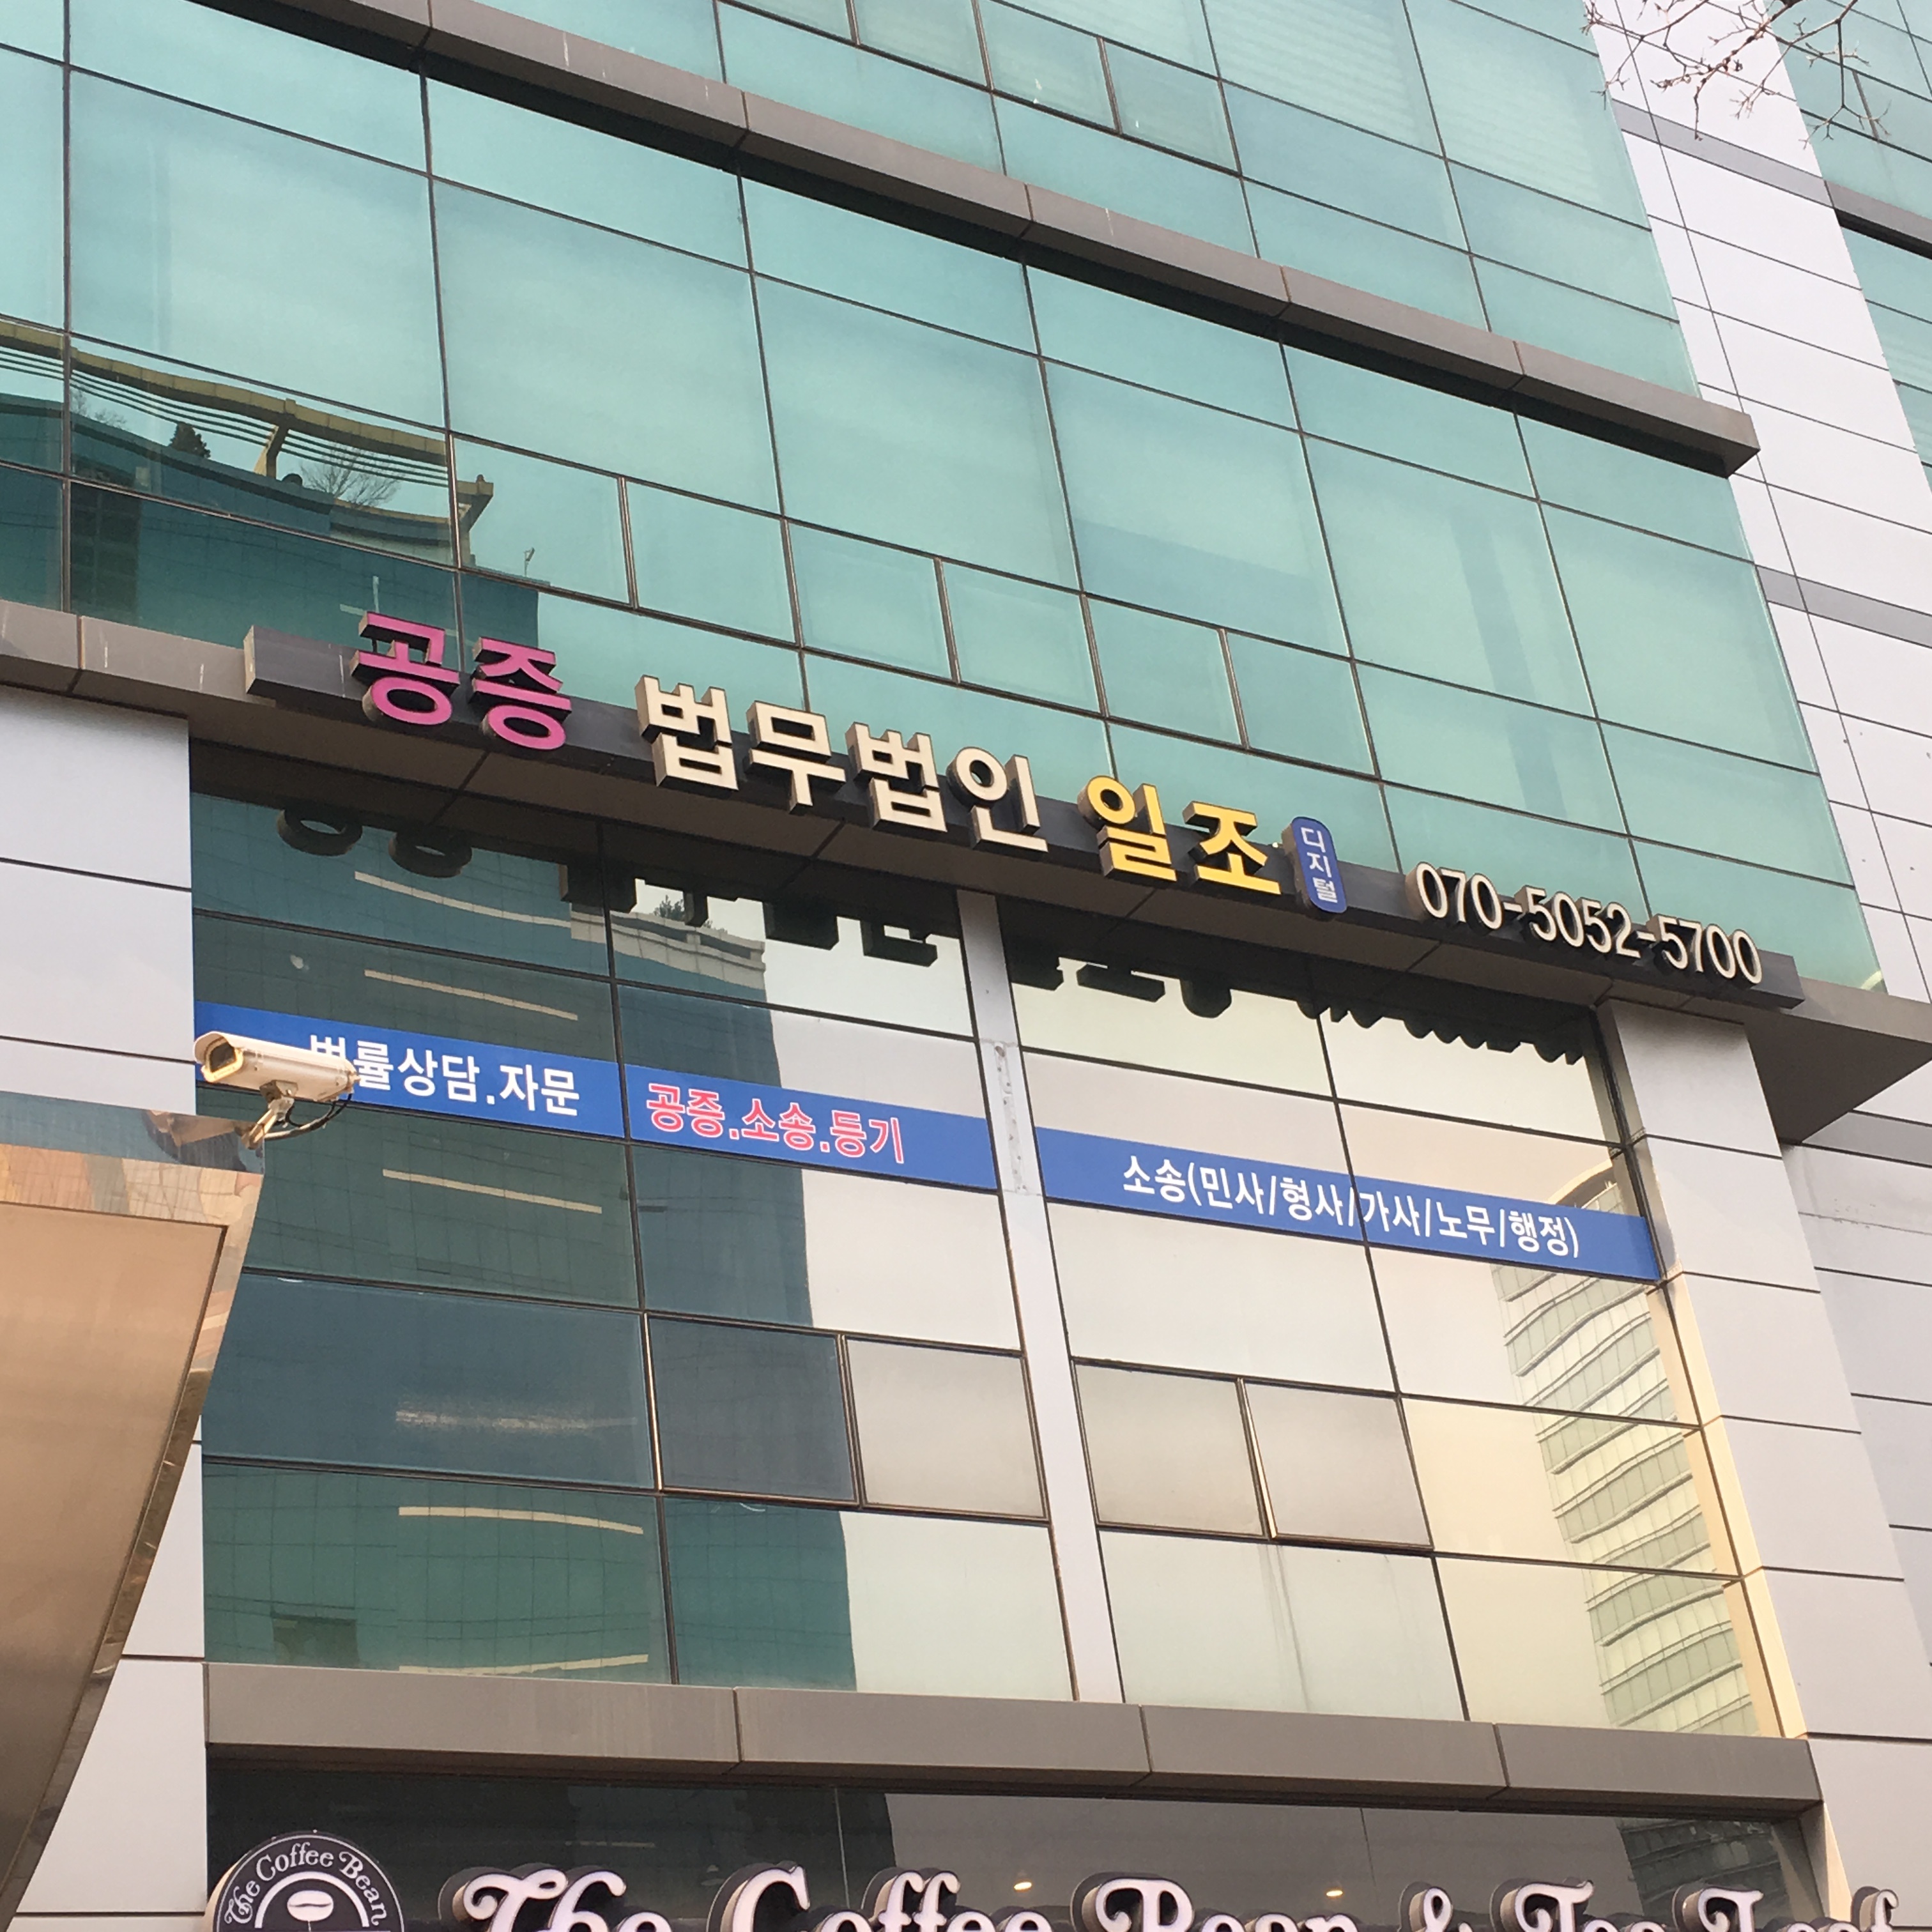 공증 법무법인 일조 디지털 070-5052-5700
법률상담.자문 공증.소송.등기 소송(민사/형사/가사/노무/행정)
The Coffee Bean
The Coffee Bean & Tea Leaf